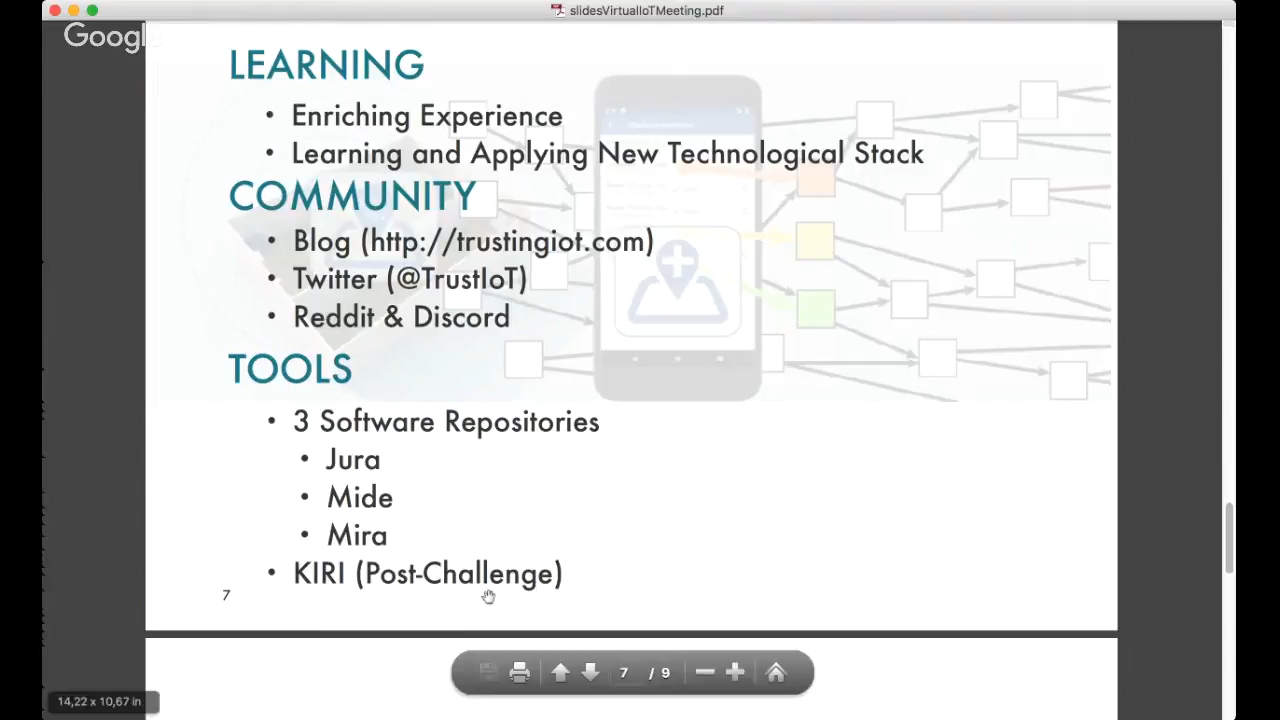 slidesVirtualIoTMeeting.pdf
Google
LEARNING
• Enriching Experience
• Learning and Applying New Technological Stack
COMMUNITY
• Blog (http://trustingiot.com)
• Twitter (@TrustIoT)
• Reddit & Discord
TOOLS
• 3 Software Repositories
• Jura
• Mide
• Mira
• KIRI (Post-Challenge)
7
7 / 9
14,22 x 10,67 in